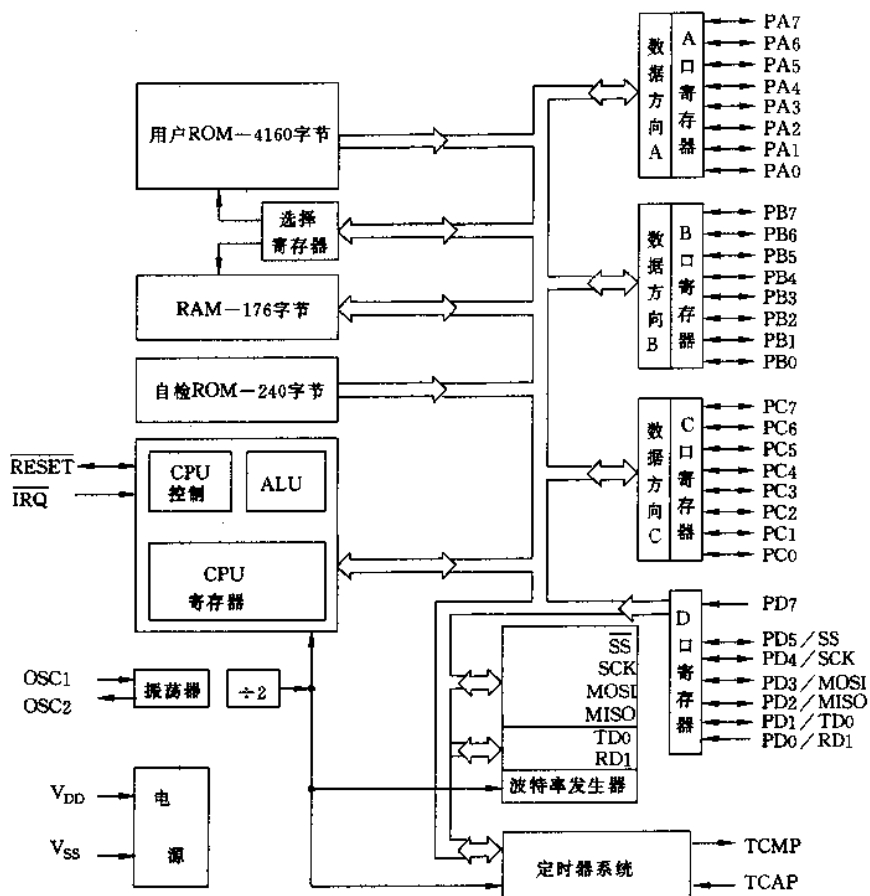 用户ROM－4160字节
选择
寄存器
RAM－176字节
自检ROM－240字节
RESET
IRQ
CPU
控制
ALU
CPU
寄存器
OSC1
OSC2
振荡器
÷2
VDD
VSS
电
源
数据方向A
A口寄存器
PA7
PA6
PA5
PA4
PA3
PA2
PA1
PA0
数据方向B
B口寄存器
PB7
PB6
PB5
PB4
PB3
PB2
PB1
PB0
数据方向C
C口寄存器
PC7
PC6
PC5
PC4
PC3
PC2
PC1
PC0
D口寄存器
PD7
PD5/SS
PD4/SCK
PD3/MOSI
PD2/MISO
PD1/TD0
PD0/RD1
SS
SCK
MOSI
MISO
TD0
RD1
波特率发生器
定时器系统
TCMP
TCAP